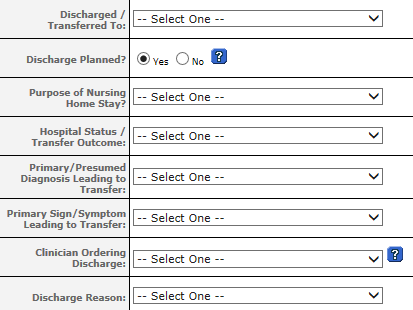 Discharged /
Transferred To:
-- Select One --
Discharge Planned?
Yes No ?
Purpose of Nursing
Home Stay?
-- Select One --
Hospital Status /
Transfer Outcome:
-- Select One --
Primary/Presumed
Diagnosis Leading to
Transfer:
-- Select One --
Primary Sign/Symptom
Leading to Transfer:
-- Select One --
Clinician Ordering
Discharge:
-- Select One --
?
Discharge Reason:
-- Select One --